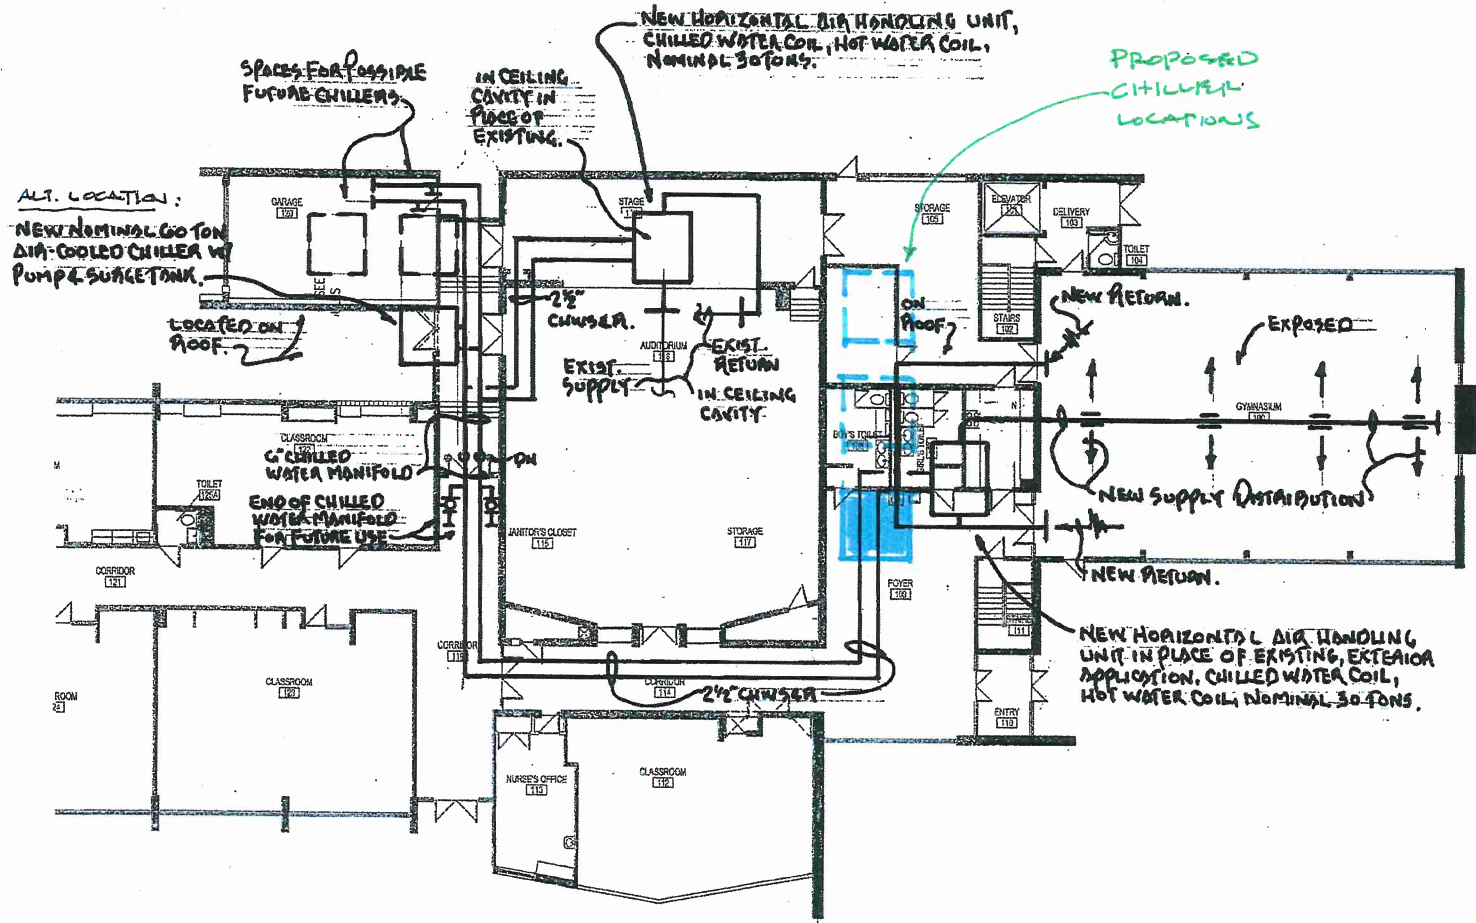 NEW HORIZONTAL AIR HANDLING UNIT,
CHILLED WATER COIL, HOT WATER COIL,
NOMINAL 30 TONS.
PROPOSED
CHILLER
LOCATIONS
SPACES FOR POSSIBLE
FUTURE CHILLERS.
IN CEILING
CAVITY IN
PLACE OF
EXISTING.
ALT. LOCATION:
NEW NOMINAL 60 TON
AIR-COOLED CHILLER W/
PUMP & SURGE TANK.
LOCATED ON
ROOF.
GARAGE
STAGE
STORAGE
105
ELEVATOR
DELIVERY
103
TOILET
104
STAIRS
102
2½"
CHWS&R.
AUDITORIUM
EXIST.
SUPPLY
EXIST.
RETURN
IN CEILING
CAVITY
ON
ROOF
NEW RETURN.
EXPOSED
GYMNASIUM
100
NEW SUPPLY DISTRIBUTION
CLASSROOM
6" CHILLED
WATER MANIFOLD
DN
TOILET
END OF CHILLED
WATER MANIFOLD
FOR FUTURE USE
BOY'S TOILET
GIRL'S TOILET
JANITOR'S CLOSET
STORAGE
117
CORRIDOR
121
FOYER
109
NEW RETURN.
111
NEW HORIZONTAL AIR HANDLING
UNIT IN PLACE OF EXISTING, EXTERIOR
APPLICATION, CHILLED WATER COIL,
HOT WATER COIL, NOMINAL 30 TONS.
CORRIDOR
CORRIDOR
114
2½" CHWS&R
CLASSROOM
123
ROOM
ENTRY
110
NURSE'S OFFICE
113
CLASSROOM
112